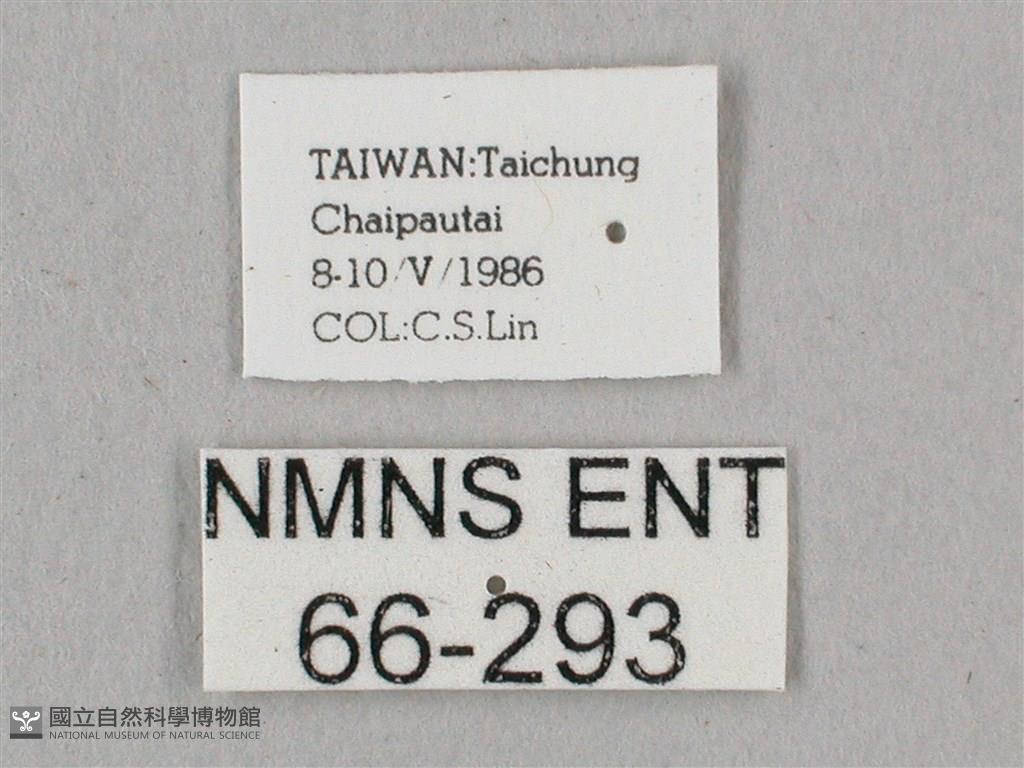 TAIWAN:Taichung
Chaipautai
8-10/V/1986
COL:C.S.Lin
NMNS ENT
66-293
國立自然科學博物館
NATIONAL MUSEUM OF NATURAL SCIENCE